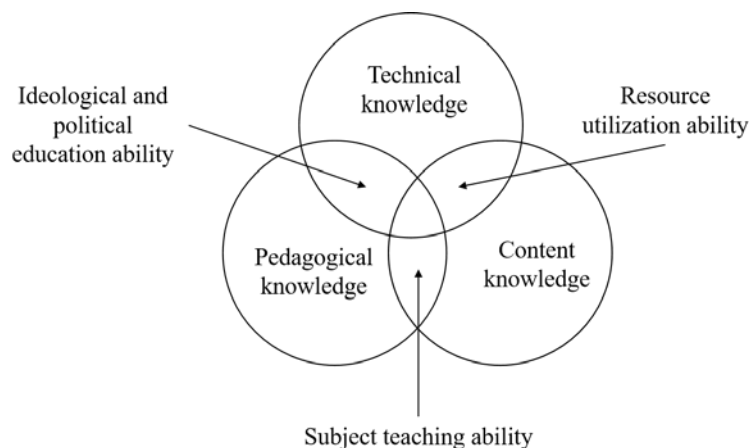 Technical
knowledge
Ideological and
political
education ability
Resource
utilization ability
Pedagogical
knowledge
Content
knowledge
Subject teaching ability